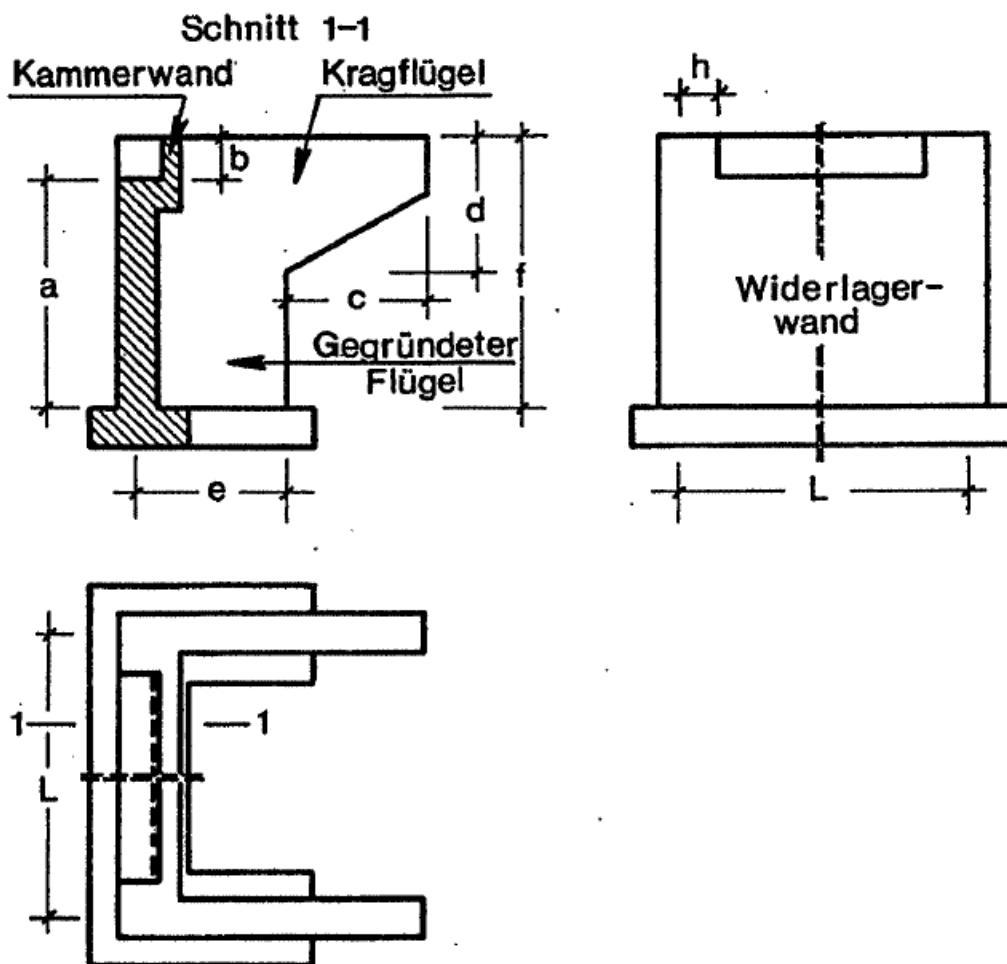 Schnitt 1-1
Kammerwand
Kragflügel
h
b
d
a
f
c
Widerlager-
wand
Gegründeter
Flügel
e
L
1
1
L